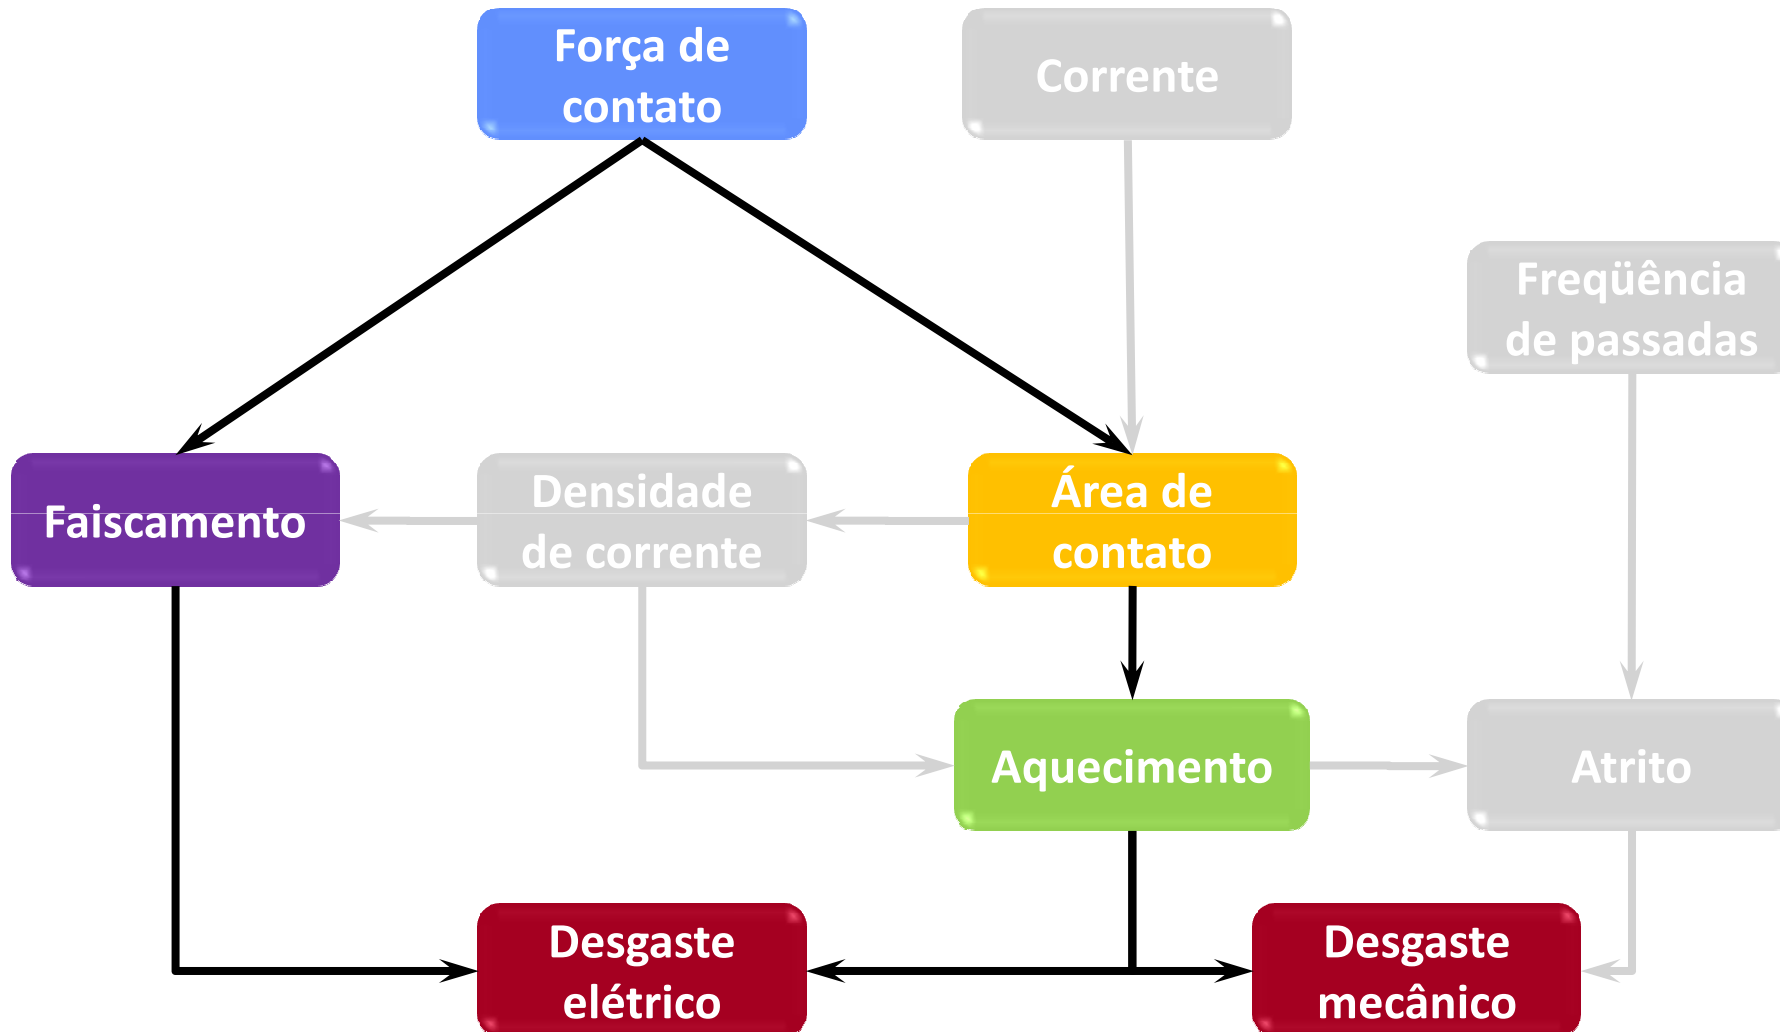 Força de
contato
Corrente
Freqüência
de passadas
Faiscamento
Densidade
de corrente
Área de
contato
Aquecimento
Atrito
Desgaste
elétrico
Desgaste
mecânico